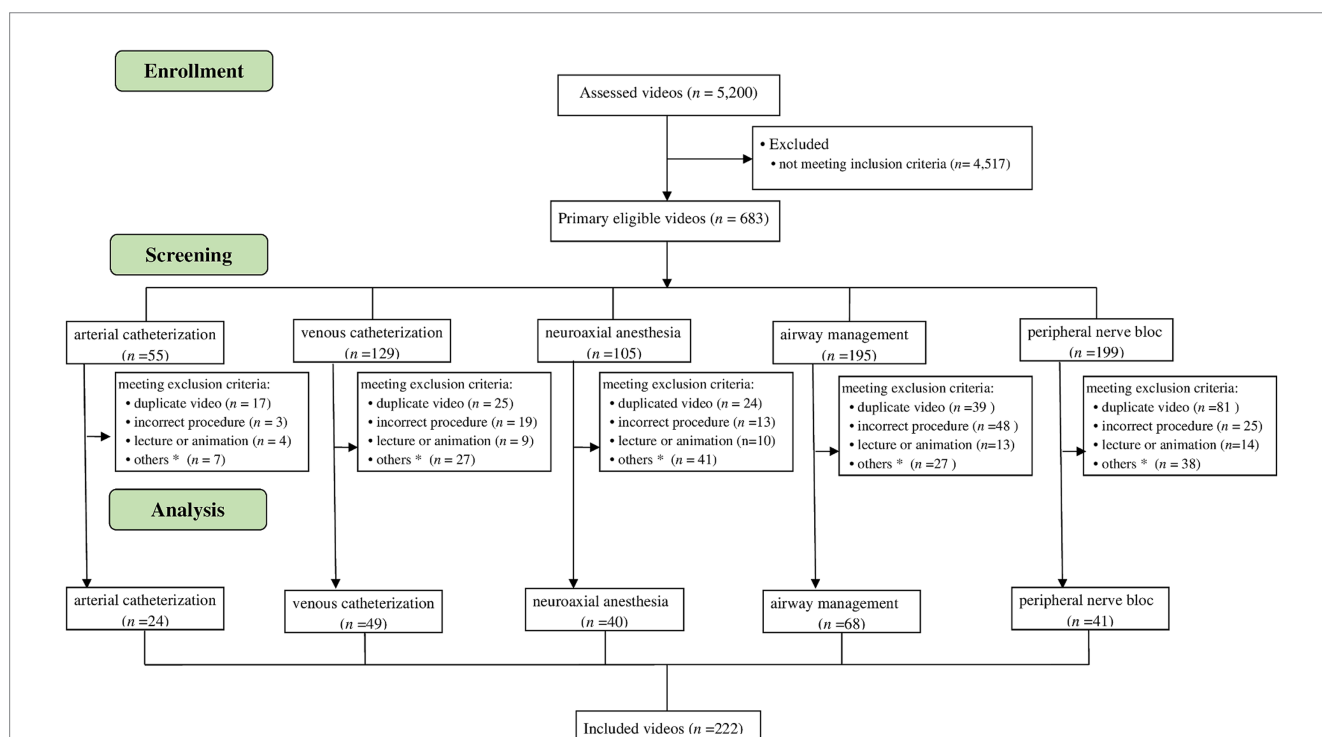 Enrollment
Assessed videos (n = 5,200)
• Excluded
• not meeting inclusion criteria (n= 4,517)
Primary eligible videos (n = 683)
Screening
arterial catheterization
(n =55)
venous catheterization
(n =129)
neuroaxial anesthesia
(n =105)
airway management
(n =195)
peripheral nerve bloc
(n =199)
meeting exclusion criteria:
• duplicate video (n = 17)
• incorrect procedure (n = 3)
• lecture or animation (n = 4)
• others * (n = 7)
meeting exclusion criteria:
• duplicate video (n = 25)
• incorrect procedure (n = 19)
• lecture or animation (n = 9)
• others * (n = 27)
meeting exclusion criteria:
• duplicated video (n = 24)
• incorrect procedure (n =13)
• lecture or animation (n=10)
• others * (n = 41)
meeting exclusion criteria:
• duplicate video (n =39 )
• incorrect procedure (n =48 )
• lecture or animation (n=13)
• others * (n =27 )
meeting exclusion criteria:
• duplicate video (n =81 )
• incorrect procedure (n = 25)
• lecture or animation (n=14)
• others * (n = 38)
Analysis
arterial catheterization
(n =24)
venous catheterization
(n =49)
neuroaxial anesthesia
(n =40)
airway management
(n =68)
peripheral nerve bloc
(n =41)
Included videos (n =222)